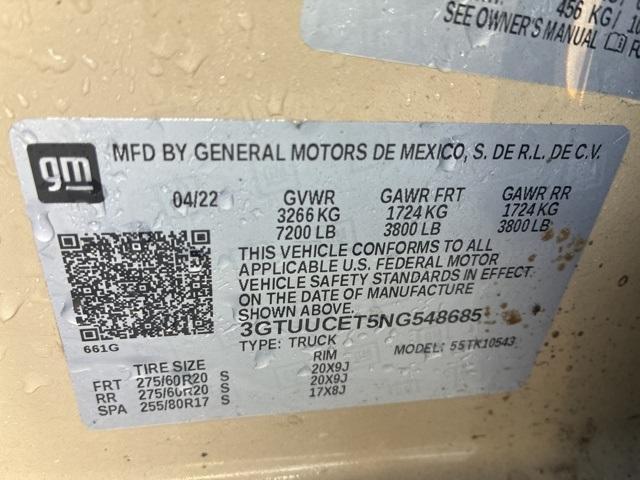 456 KG/ 10
SEE OWNER'S MANUAL
gm
MFD BY GENERAL MOTORS DE MEXICO, S. DE R.L. DE C.V.
04/22 GVWR GAWR FRT GAWR RR
3266 KG 1724 KG 1724 KG
7200 LB 3800 LB 3800 LB
THIS VEHICLE CONFORMS TO ALL
APPLICABLE U.S. FEDERAL MOTOR
VEHICLE SAFETY STANDARDS IN EFFECT
ON THE DATE OF MANUFACTURE
SHOWN ABOVE.
3GTUUCET5NG548685
661G
TYPE: TRUCK MODEL: 5STK10543
TIRE SIZE RIM
FRT 275/60R20 S 20X9J
RR 275/60R20 S 20X9J
SPA 255/80R17 S 17X8J